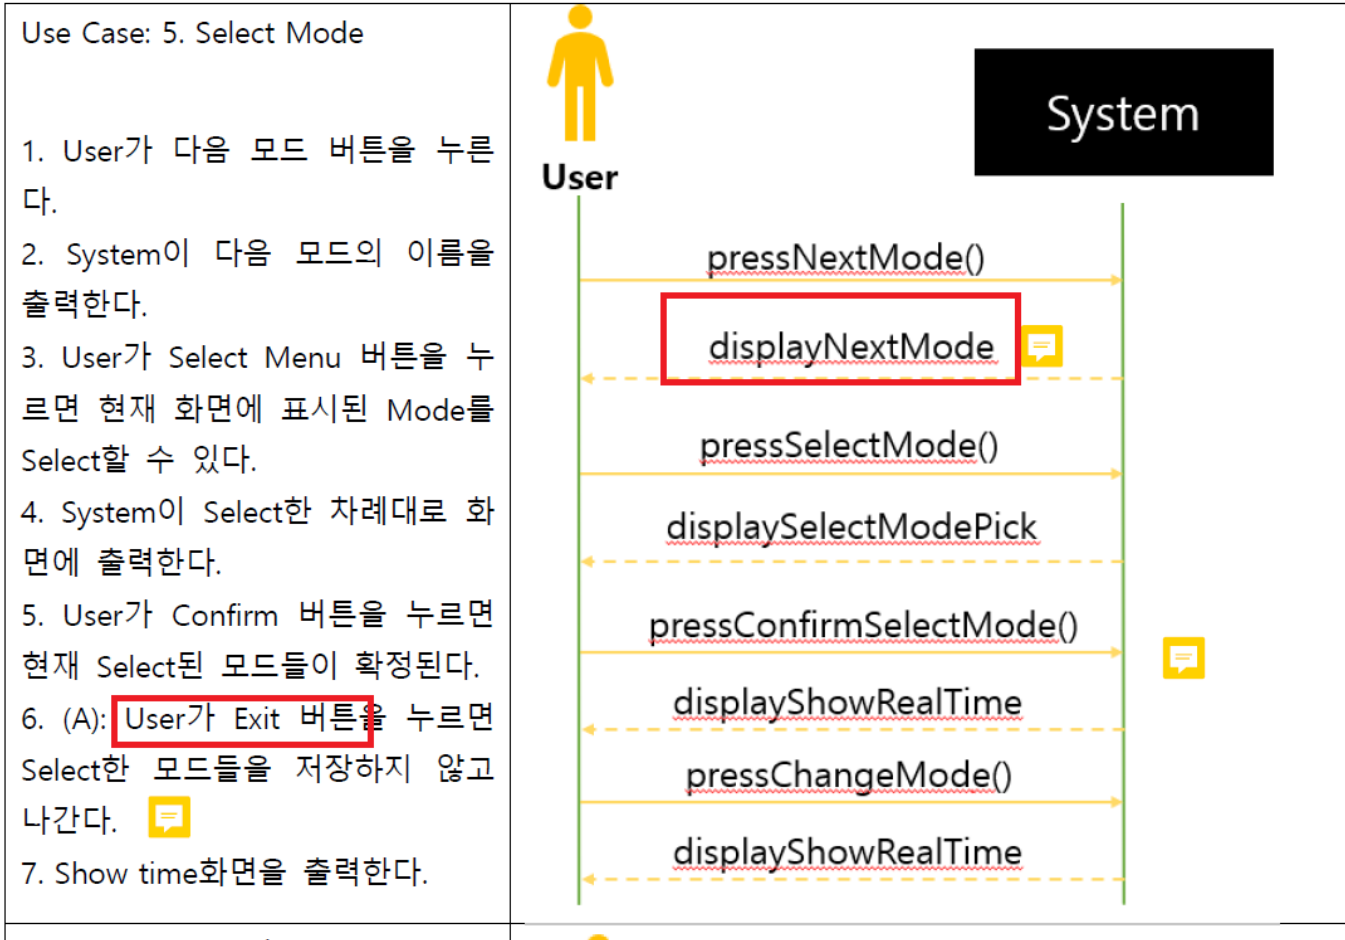 Use Case: 5. Select Mode
1. User가 다음 모드 버튼을 누른
다.
2. System이 다음 모드의 이름을
출력한다.
3. User가 Select Menu 버튼을 누
르면 현재 화면에 표시된 Mode를
Select할 수 있다.
4. System이 Select한 차례대로 화
면에 출력한다.
5. User가 Confirm 버튼을 누르면
현재 Select된 모드들이 확정된다.
6. (A): User가 Exit 버튼을 누르면
Select한 모드들을 저장하지 않고
나간다.
7. Show time화면을 출력한다.
User
System
pressNextMode()
displayNextMode
pressSelectMode()
displaySelectModePick
pressConfirmSelectMode()
displayShowRealTime
pressChangeMode()
displayShowRealTime